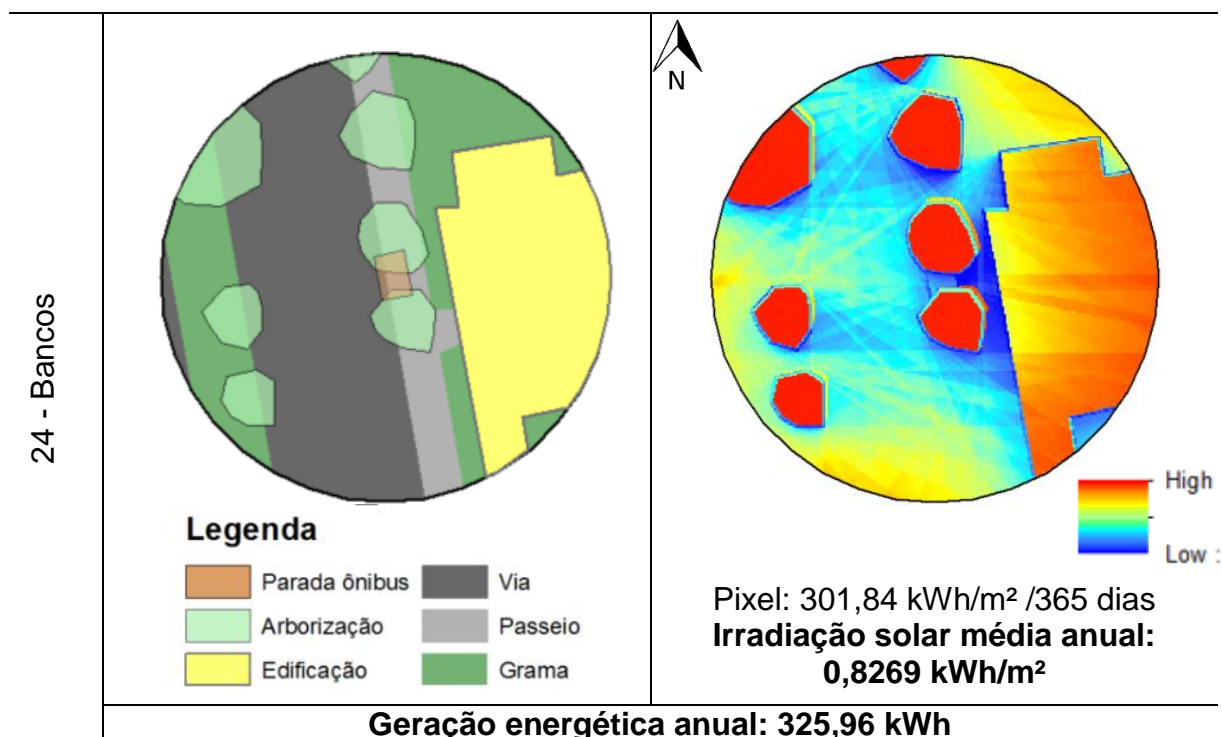 24 - Bancos
N
Legenda
Parada ônibus
Via
Arborização
Passeio
Edificação
Grama
High
Low :
Pixel: 301,84 kWh/m² /365 dias
Irradiação solar média anual:
0,8269 kWh/m²
Geração energética anual: 325,96 kWh